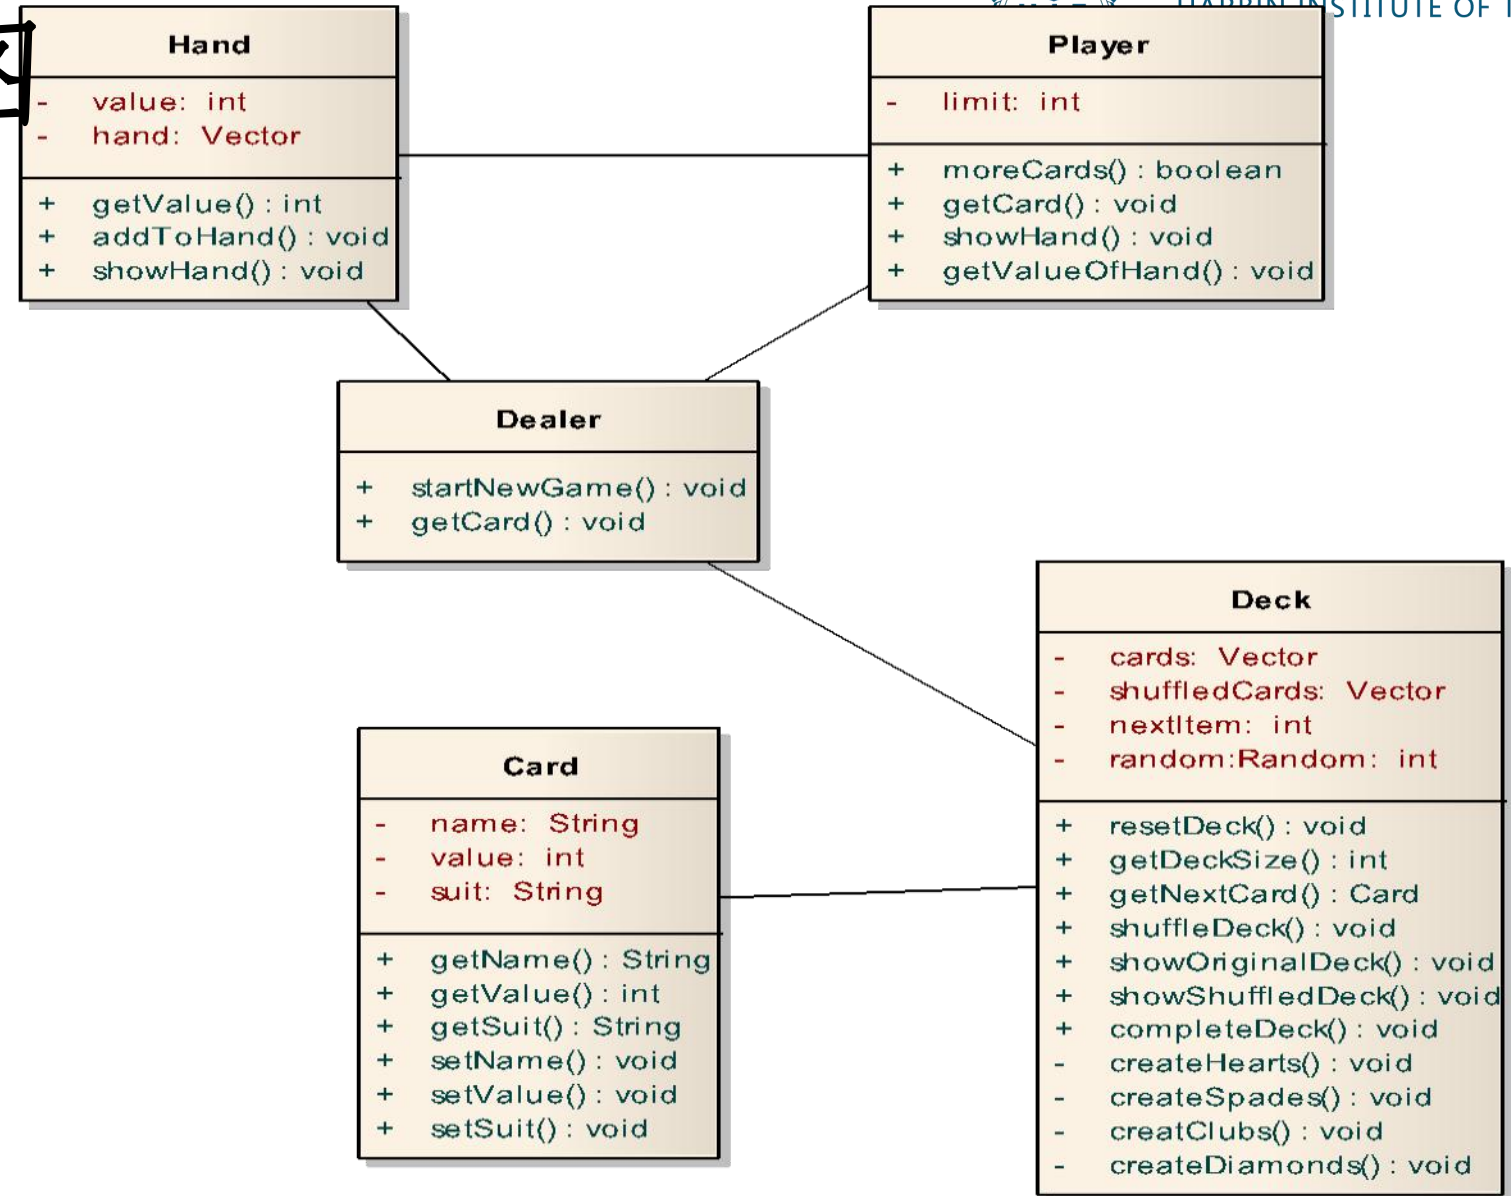 HARBIN INSTITUTE OF T
图
Hand
- value: int
- hand: Vector
+ getValue() : int
+ addToHand() : void
+ showHand() : void
Player
- limit: int
+ moreCards() : boolean
+ getCard() : void
+ showHand() : void
+ getValueOfHand() : void
Dealer
+ startNewGame() : void
+ getCard() : void
Deck
- cards: Vector
- shuffledCards: Vector
- nextItem: int
- random:Random: int
+ resetDeck() : void
+ getDeckSize() : int
+ getNextCard() : Card
+ shuffleDeck() : void
+ showOriginalDeck() : void
+ showShuffledDeck() : void
+ completeDeck() : void
- createHearts() : void
- createSpades() : void
- creatClubs() : void
- createDiamonds() : void
Card
- name: String
- value: int
- suit: String
+ getName() : String
+ getValue() : int
+ getSuit() : String
+ setName() : void
+ setValue() : void
+ setSuit() : void